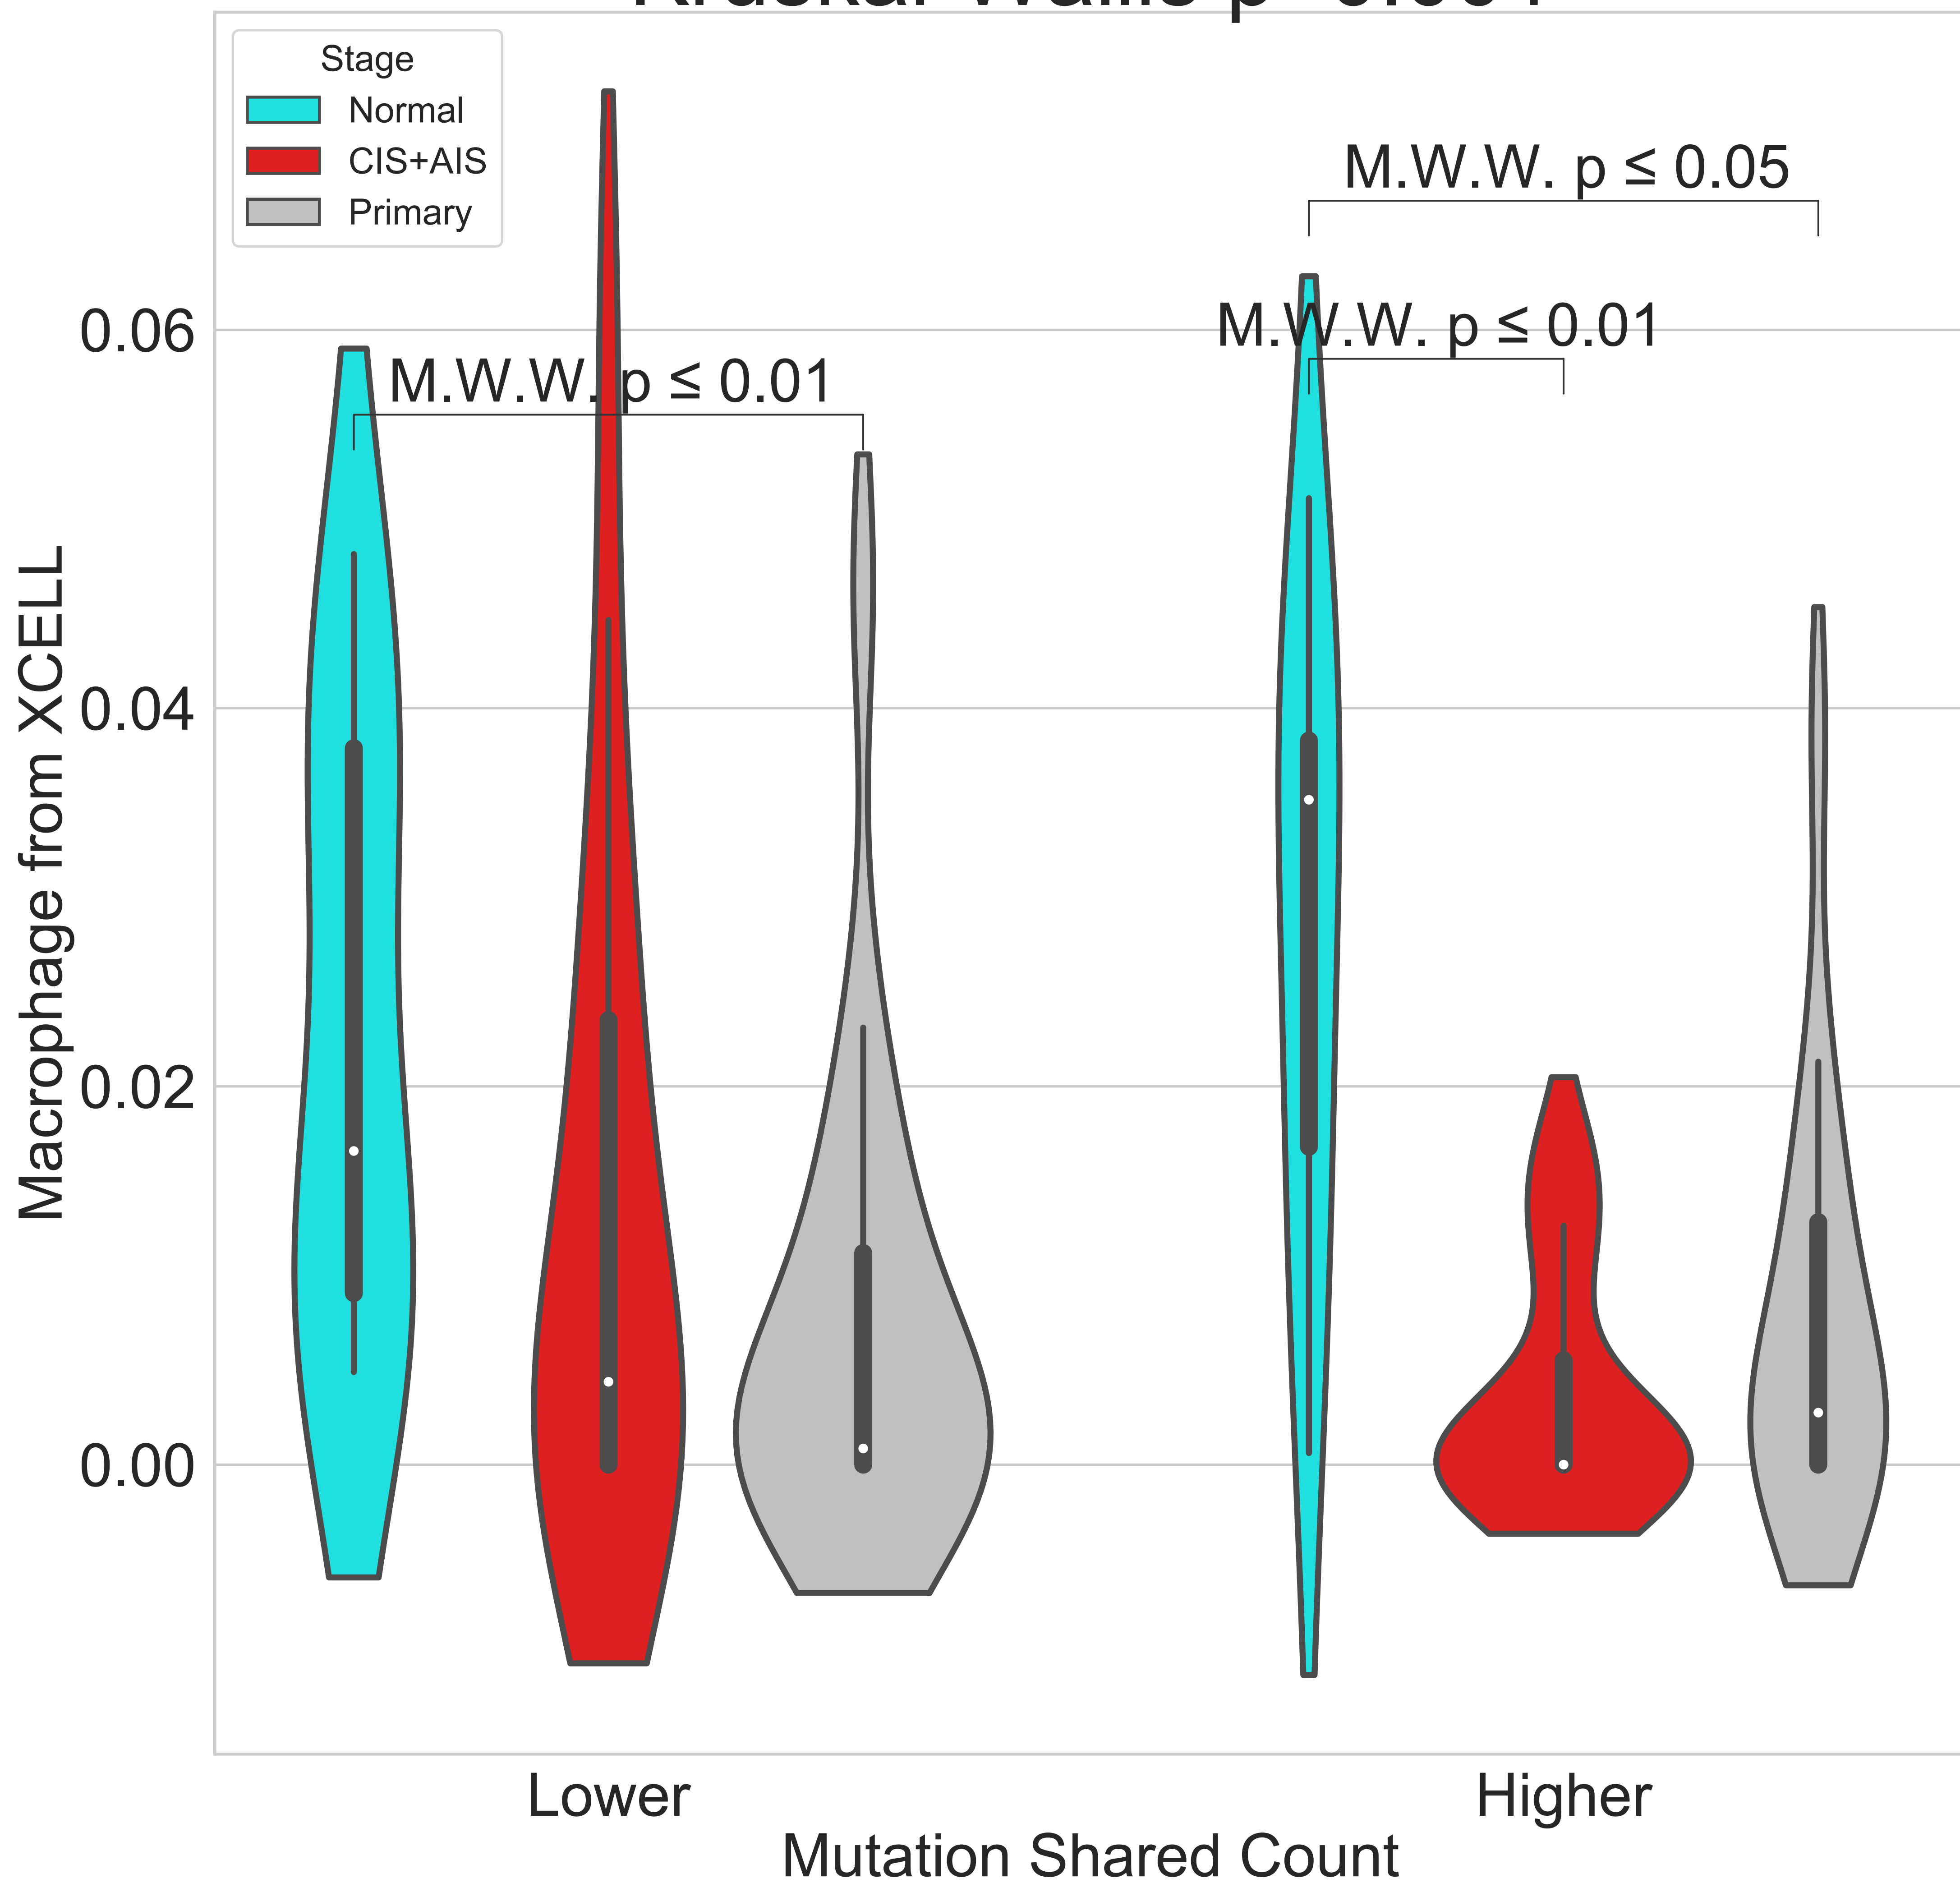 Stage
Normal
CIS+AIS
Primary
M.W.W. p ≤ 0.05
M.W.W. p ≤ 0.01
M.W.W. p ≤ 0.01
0.06
0.04
0.02
0.00
Macrophage from XCELL
Lower
Higher
Mutation Shared Count